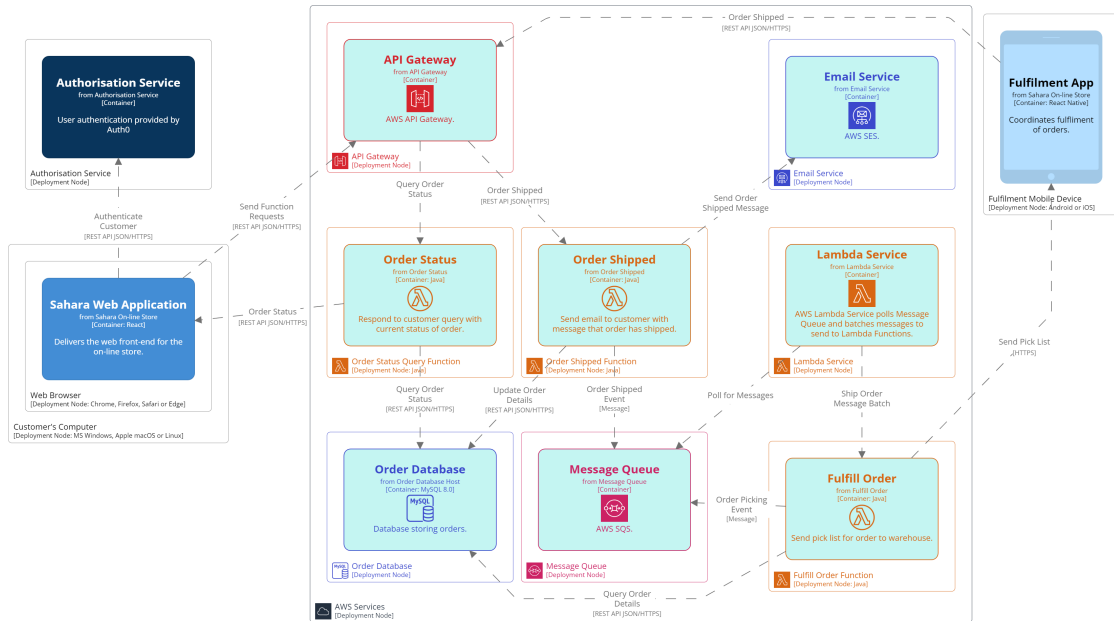 Order Shipped
[REST API JSON/HTTPS]
Authorisation Service
from Authorisation Service
[Container]
User authentication provided by
Auth0
Authorisation Service
[Deployment Node]
API Gateway
from API Gateway
[Container]
AWS API Gateway.
API Gateway
[Deployment Node]
Email Service
from Email Service
[Container]
AWS SES.
Email Service
[Deployment Node]
Fulfilment App
from Sahara On-line Store
[Container: React Native]
Coordinates fulfilment
of orders.
Fulfilment Mobile Device
[Deployment Node: Android or iOS]
Authenticate
Customer
[REST API JSON/HTTPS]
Send Function
Requests
[REST API JSON/HTTPS]
Query Order
Status
Order Shipped
[REST API JSON/HTTPS]
Send Order
Shipped Message
Sahara Web Application
from Sahara On-line Store
[Container: React]
Delivers the web front-end for the
on-line store.
Web Browser
[Deployment Node: Chrome, Firefox, Safari or Edge]
Customer's Computer
[Deployment Node: MS Windows, Apple macOS or Linux]
Order Status
[REST API JSON/HTTPS]
Order Status
from Order Status
[Container: Java]
Respond to customer query with
current status of order.
Order Status Query Function
[Deployment Node: Java]
Order Shipped
from Order Shipped
[Container: Java]
Send email to customer with
message that order has shipped.
Order Shipped Function
[Deployment Node: Java]
Lambda Service
from Lambda Service
[Container]
AWS Lambda Service polls Message
Queue and batches messages to
send to Lambda Functions.
Lambda Service
[Deployment Node]
Send Pick List
[HTTPS]
Query Order
Status
[REST API JSON/HTTPS]
Update Order
Details
[REST API JSON/HTTPS]
Order Shipped
Event
[Message]
Poll for Messages
Ship Order
Message Batch
Order Database
from Order Database Host
[Container: MySQL 8.0]
MySQL
Database storing orders.
Order Database
[Deployment Node]
Message Queue
from Message Queue
[Container]
AWS SQS.
Message Queue
[Deployment Node]
Order Picking
Event
[Message]
Fulfill Order
from Fulfill Order
[Container: Java]
Send pick list for order to warehouse.
Fulfill Order Function
[Deployment Node: Java]
Query Order
Details
[REST API JSON/HTTPS]
AWS Services
[Deployment Node]